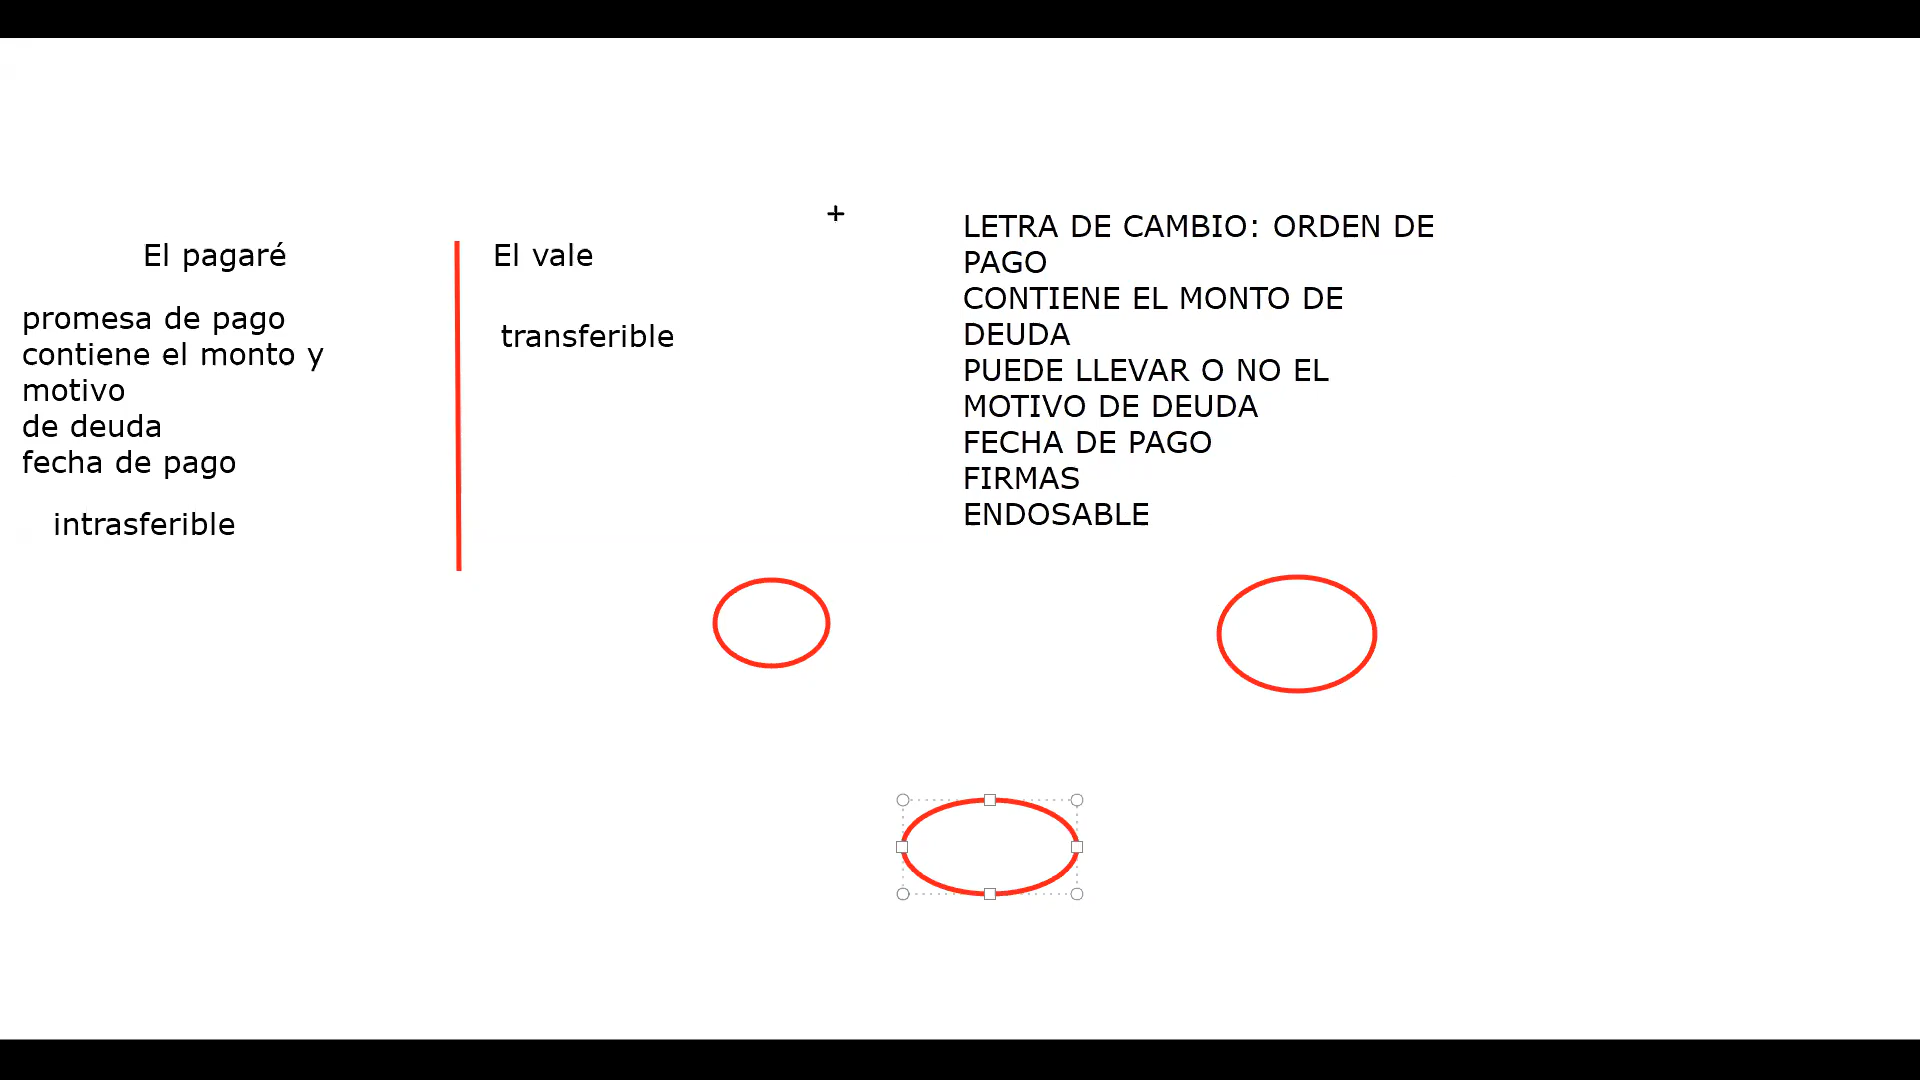 El pagaré
promesa de pago
contiene el monto y
motivo
de deuda
fecha de pago
intrasferible
El vale
transferible
LETRA DE CAMBIO: ORDEN DE
PAGO
CONTIENE EL MONTO DE
DEUDA
PUEDE LLEVAR O NO EL
MOTIVO DE DEUDA
FECHA DE PAGO
FIRMAS
ENDOSABLE